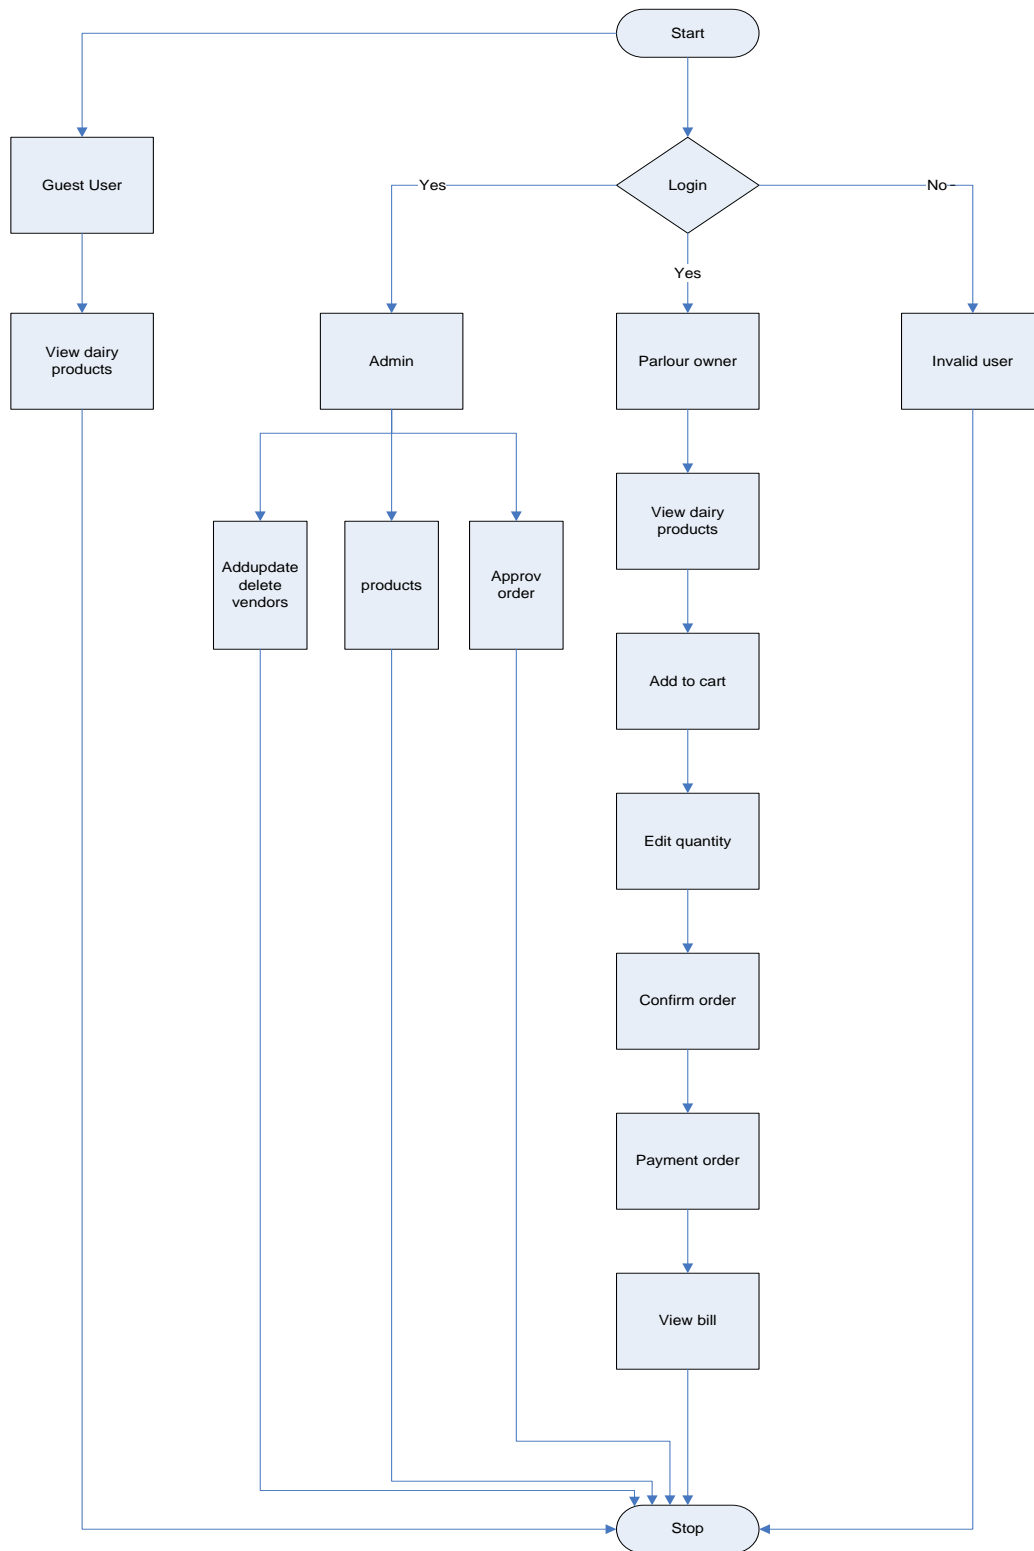 Start
Guest User
Login
Yes
No
Yes
View dairy
products
Admin
Parlour owner
Invalid user
Addupdate
delete
vendors
products
Approv
order
View dairy
products
Add to cart
Edit quantity
Confirm order
Payment order
View bill
Stop